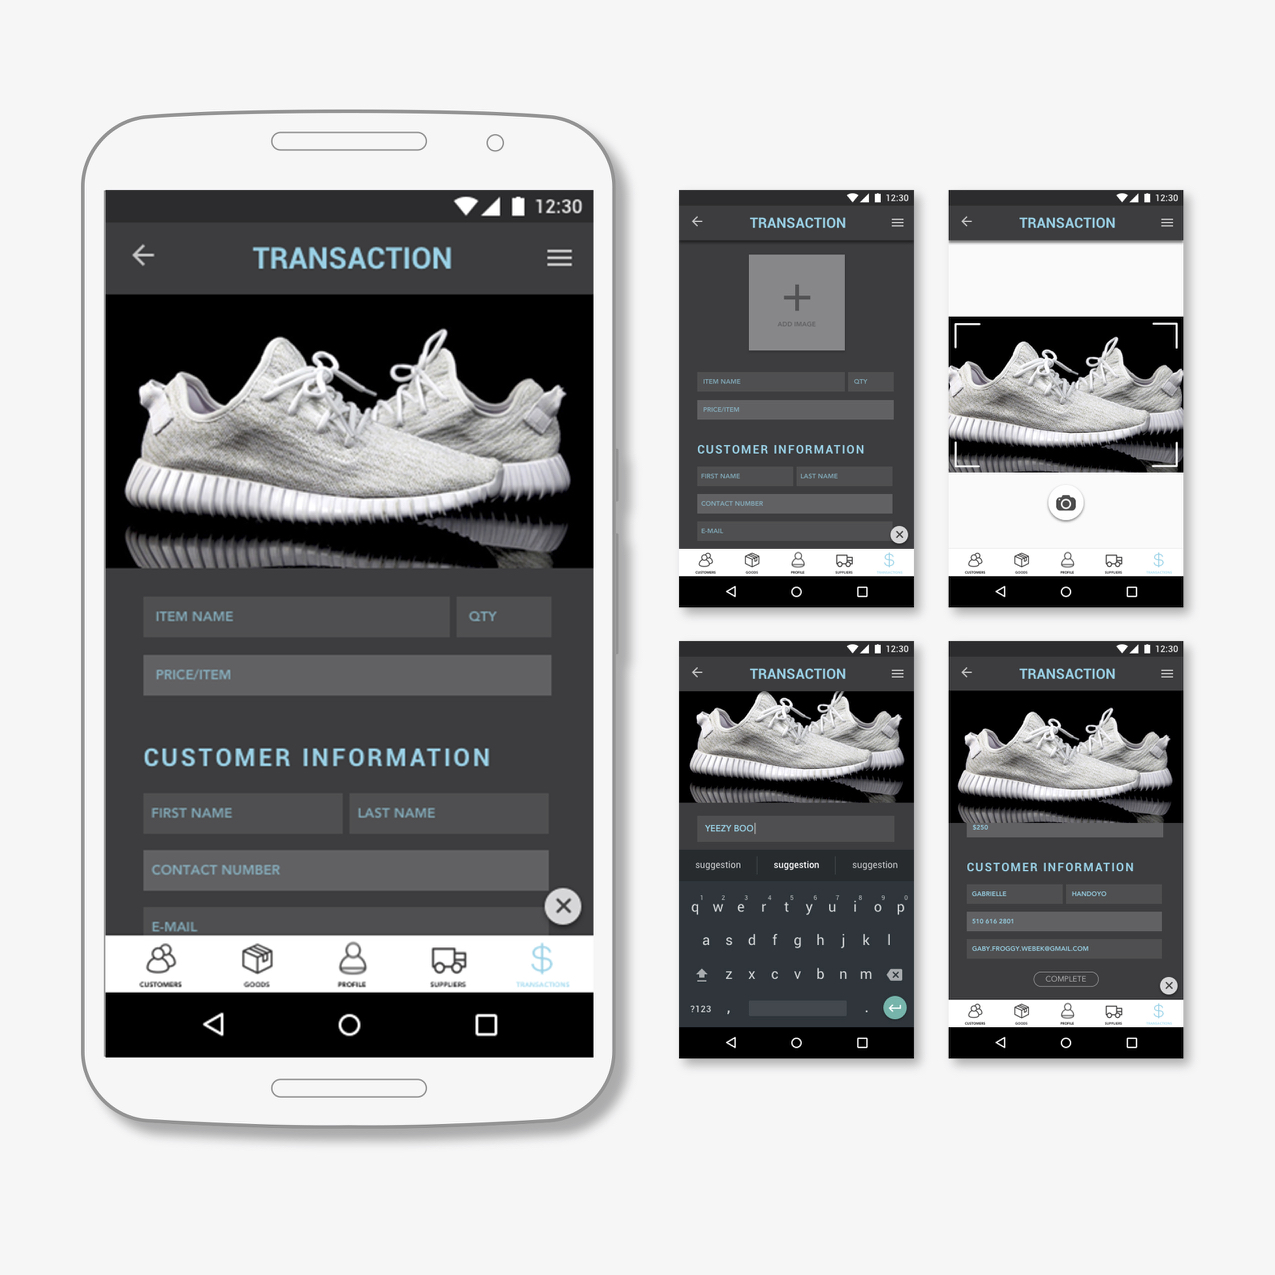 12:30
TRANSACTION
ITEM NAME QTY
PRICE/ITEM
CUSTOMER INFORMATION
FIRST NAME LAST NAME
CONTACT NUMBER
E-MAIL
CUSTOMERS GOODS PROFILE SUPPLIERS TRANSACTIONS
12:30
TRANSACTION
ADD IMAGE
ITEM NAME QTY
PRICE/ITEM
CUSTOMER INFORMATION
FIRST NAME LAST NAME
CONTACT NUMBER
E-MAIL
CUSTOMERS GOODS PROFILE SUPPLIERS TRANSACTIONS
12:30
TRANSACTION
CUSTOMERS GOODS PROFILE SUPPLIERS TRANSACTIONS
12:30
TRANSACTION
YEEZY BOO
suggestion suggestion suggestion
1 2 3 4 5 6 7 8 9 0
q w e r t y u i o p
a s d f g h j k l
z x c v b n m
?123 , .
12:30
TRANSACTION
$250
CUSTOMER INFORMATION
GABRIELLE HANDOYO
510 616 2801
GABY.FROGGY.WEBEK@GMAIL.COM
COMPLETE
CUSTOMERS GOODS PROFILE SUPPLIERS TRANSACTIONS